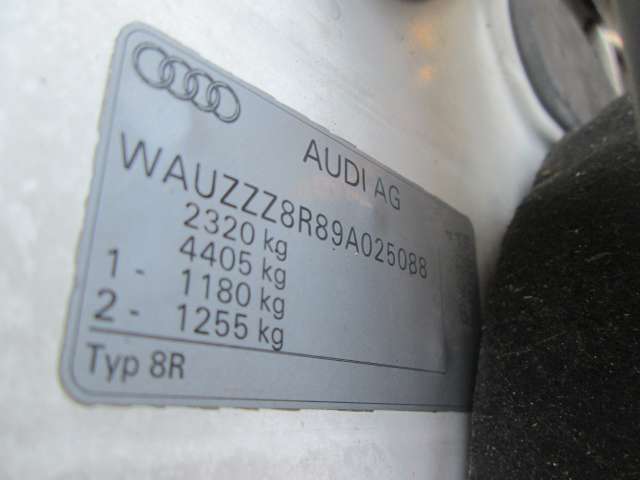 AUDI AG
WAUZZZ8R89A025088
2320 kg
4405 kg
1 - 1180 kg
2 - 1255 kg
Typ 8R